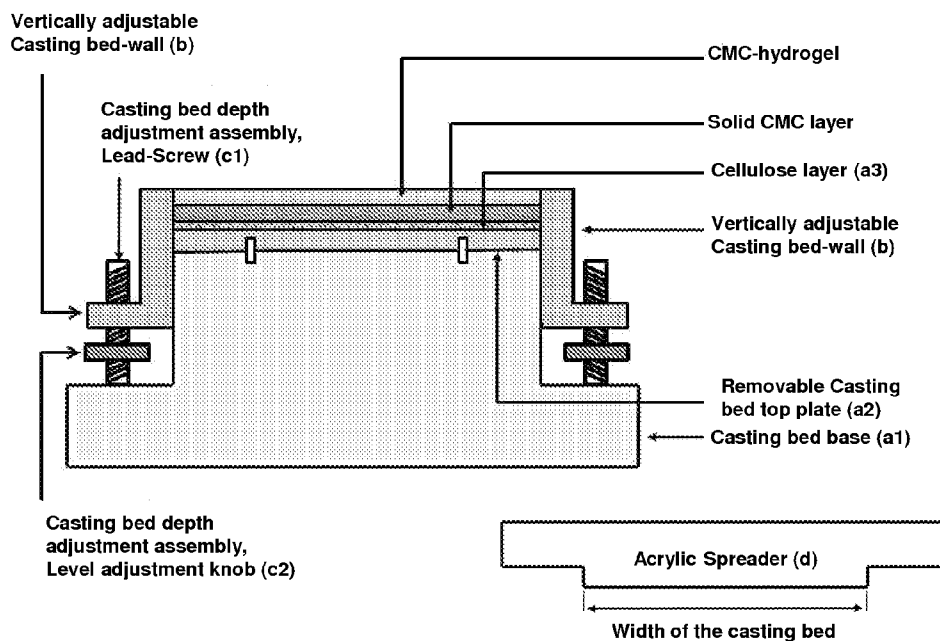 Vertically adjustable
Casting bed-wall (b)
CMC-hydrogel
Casting bed depth
adjustment assembly,
Lead-Screw (c1)
Solid CMC layer
Cellulose layer (a3)
Vertically adjustable
Casting bed-wall (b)
Removable Casting
bed top plate (a2)
Casting bed base (a1)
Casting bed depth
adjustment assembly,
Level adjustment knob (c2)
Acrylic Spreader (d)
Width of the casting bed